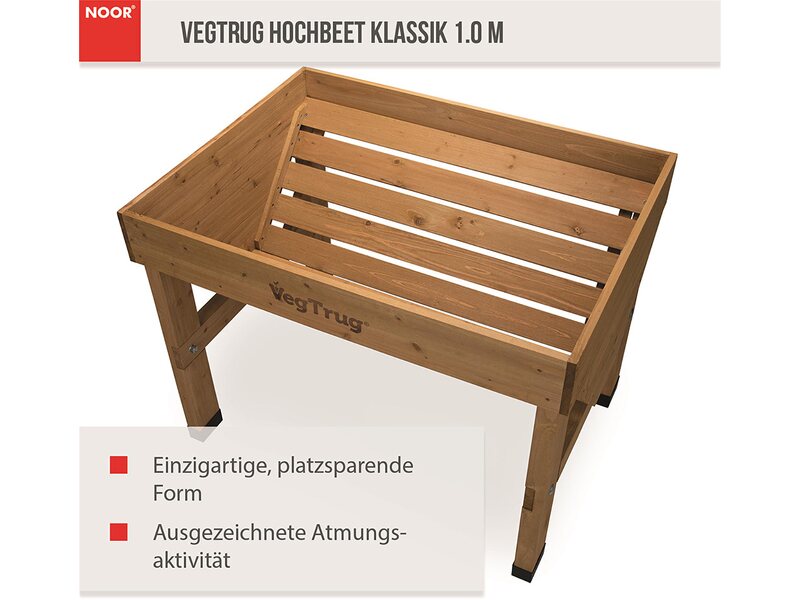 NOOR®
VEGTRUG HOCHBEET KLASSIK 1.0 M
VegTrug®
Einzigartige, platzsparende
Form
Ausgezeichnete Atmungs-
aktivität